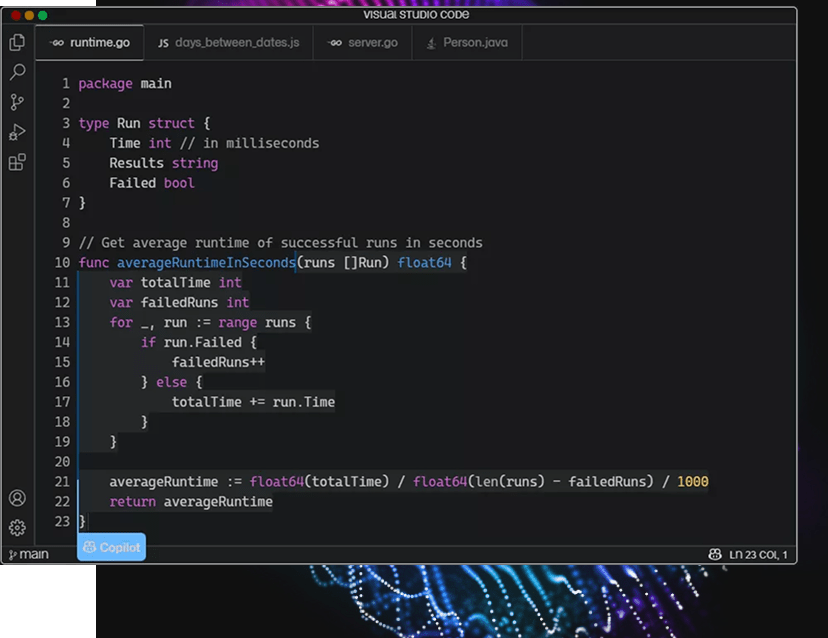 Visual Studio Code
runtime.go
JS days_between_dates.js
server.go
Person.java
1 package main
2
3 type Run struct {
4 Time int // in milliseconds
5 Results string
6 Failed bool
7 }
8
9 // Get average runtime of successful runs in seconds
10 func averageRuntimeInSeconds(runs []Run) float64 {
11 var totalTime int
12 var failedRuns int
13 for _, run := range runs {
14 if run.Failed {
15 failedRuns++
16 } else {
17 totalTime += run.Time
18 }
19 }
20
21 averageRuntime := float64(totalTime) / float64(len(runs) - failedRuns) / 1000
22 return averageRuntime
23 }
Copilot
main
LN 23 COL, 1